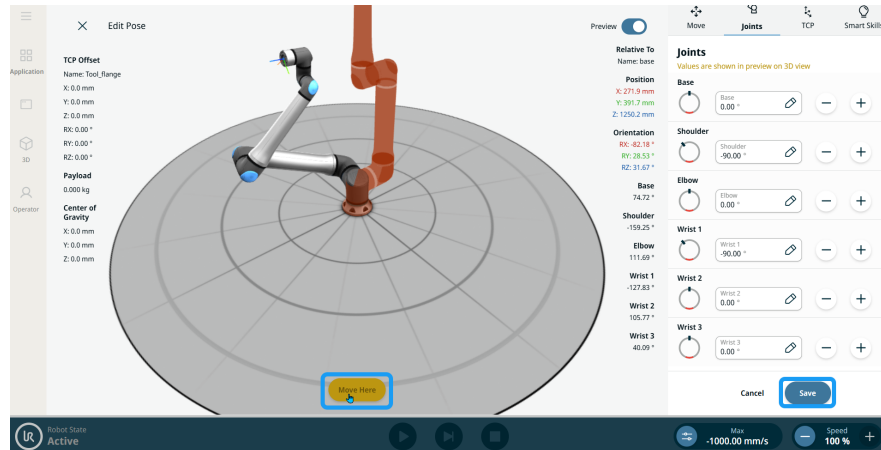 Edit Pose
Preview
Application
3D
Operator
TCP Offset
Name: Tool_flange
X: 0.0 mm
Y: 0.0 mm
Z: 0.0 mm
RX: 0.00 °
RY: 0.00 °
RZ: 0.00 °
Payload
0.000 kg
Center of
Gravity
X: 0.0 mm
Y: 0.0 mm
Z: 0.0 mm
Move Here
Relative To
Name: base
Position
X: 271.9 mm
Y: 391.7 mm
Z: 1250.2 mm
Orientation
RX: -82.18 °
RY: 28.53 °
RZ: 31.67 °
Base
74.72 °
Shoulder
-159.25 °
Elbow
111.69 °
Wrist 1
-127.83 °
Wrist 2
105.77 °
Wrist 3
40.09 °
Move
Joints
TCP
Smart Skills
Joints
Values are shown in preview on 3D view
Base
Base
0.00 °
Shoulder
Shoulder
-90.00 °
Elbow
Elbow
0.00 °
Wrist 1
Wrist 1
-90.00 °
Wrist 2
Wrist 2
0.00 °
Wrist 3
Wrist 3
0.00 °
Cancel
Save
UR
Robot State
Active
Max
-1000.00 mm/s
Speed
100 %